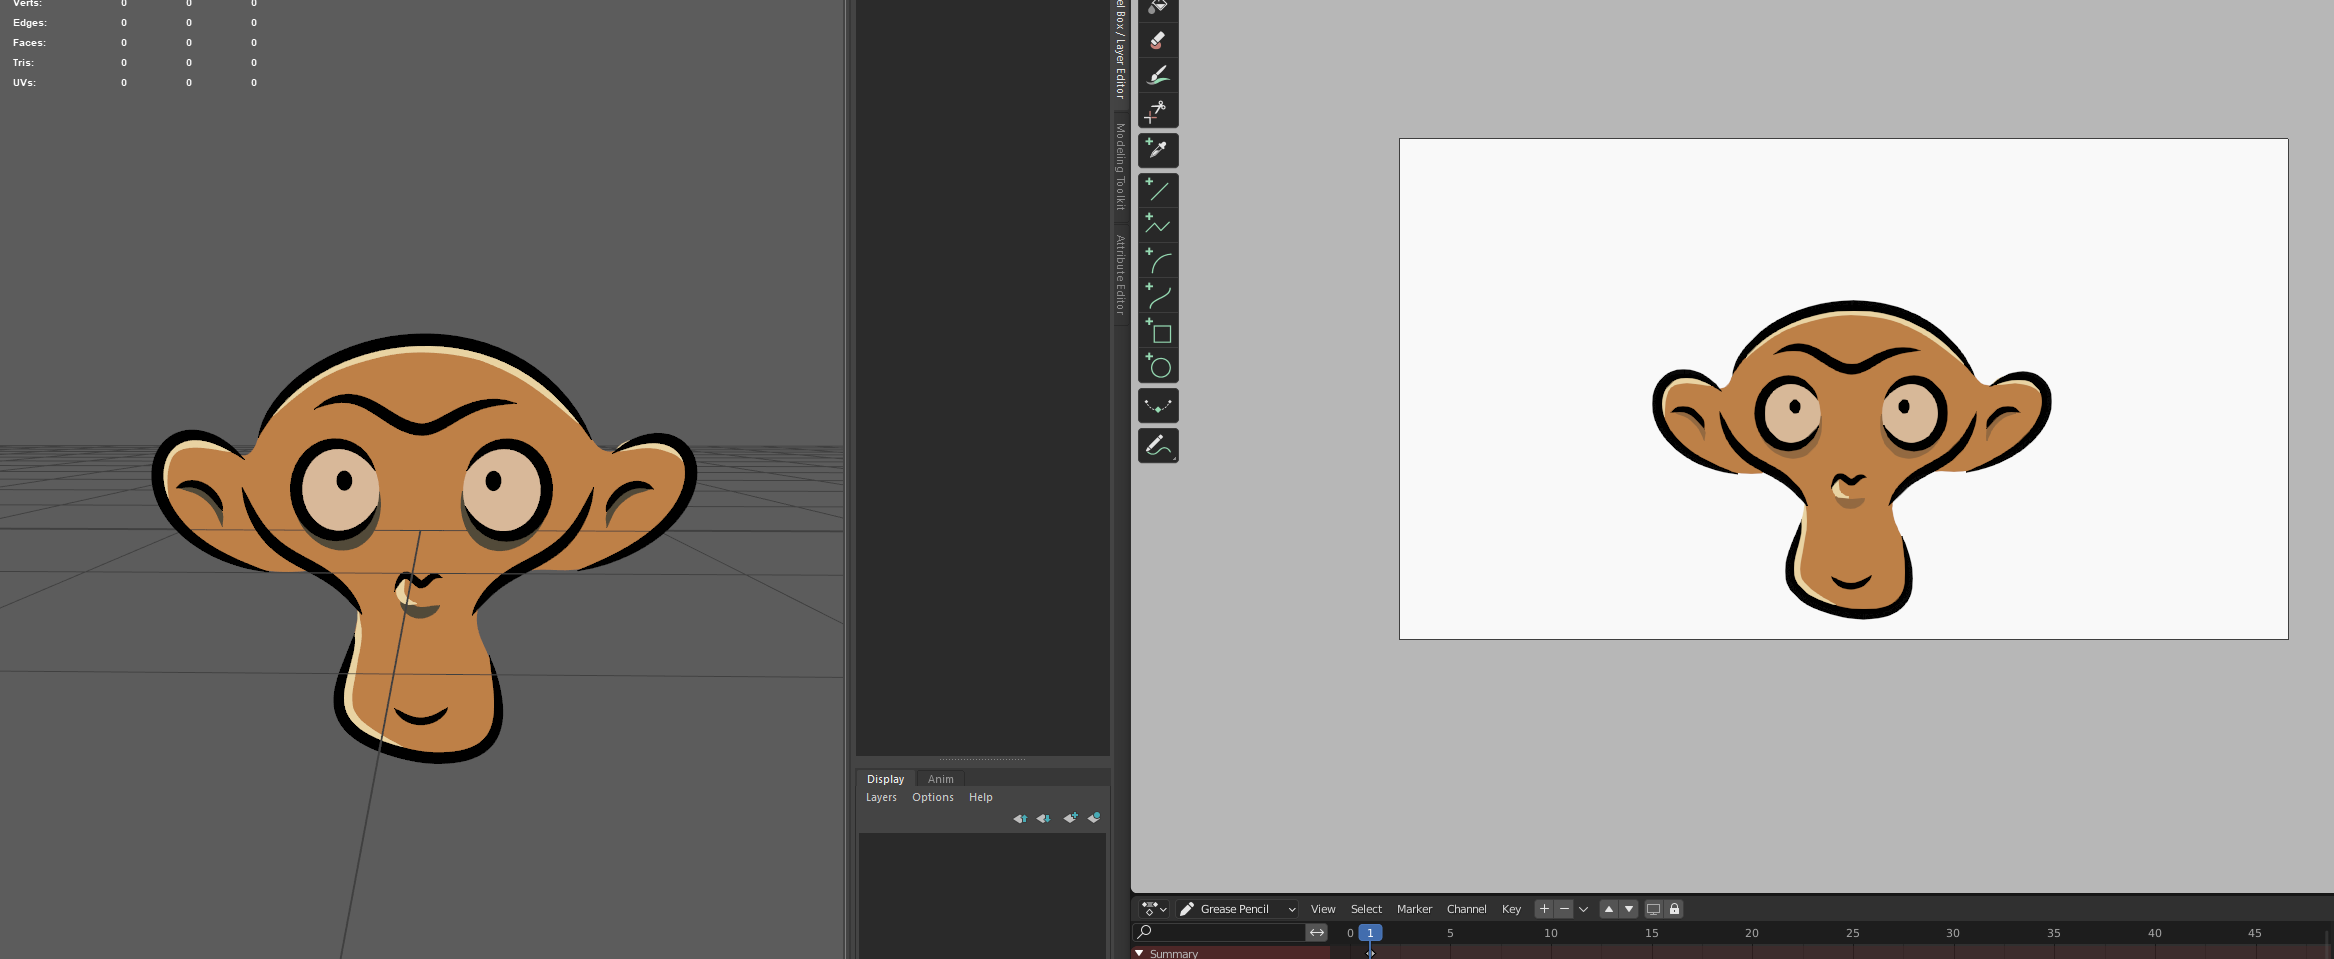 Verts: 0 0 0
Edges: 0 0 0
Faces: 0 0 0
Tris: 0 0 0
UVs: 0 0 0
/ Layer Editor
Modeling Toolkit
Attribute Editor
Display Anim
Layers Options Help
Grease Pencil View Select Marker Channel Key
0 1 5 10 15 20 25 30 35 40 45
Summary